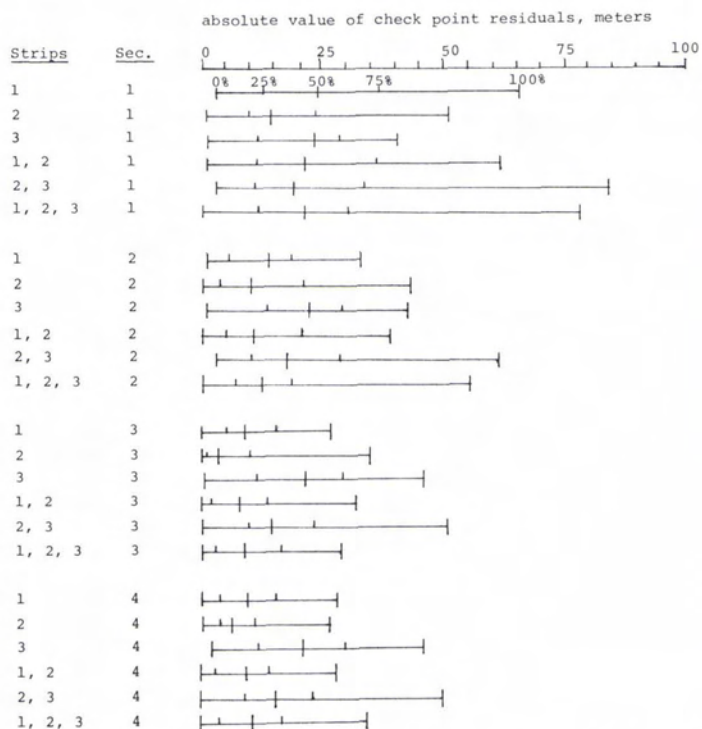 absolute value of check point residuals, meters
Strips Sec. 0 25 50 75 100
0% 25% 50% 75% 100%
1 1
2 1
3 1
1, 2 1
2, 3 1
1, 2, 3 1
1 2
2 2
3 2
1, 2 2
2, 3 2
1, 2, 3 2
1 3
2 3
3 3
1, 2 3
2, 3 3
1, 2, 3 3
1 4
2 4
3 4
1, 2 4
2, 3 4
1, 2, 3 4